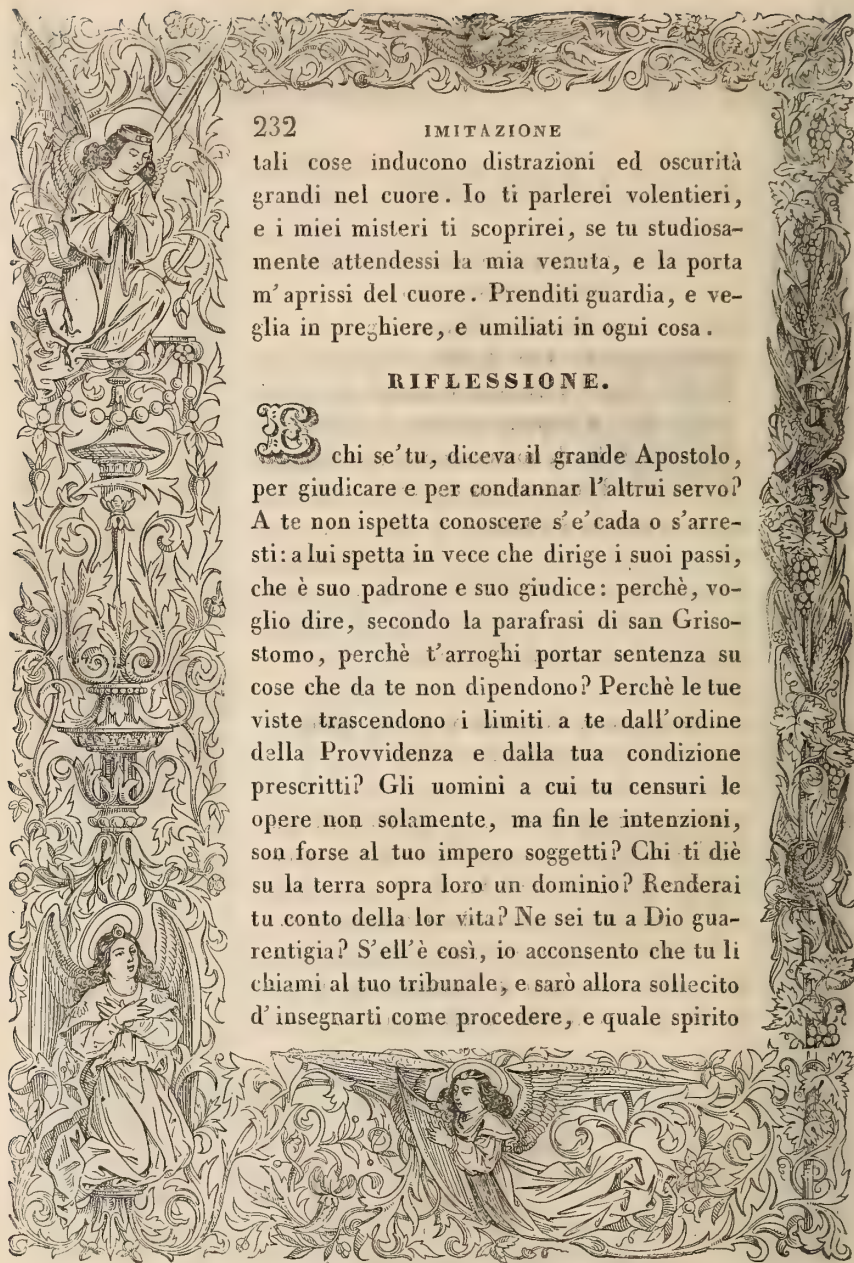 232 IMITAZIONE
tali cose inducono distrazioni ed oscurità
grandi nel cuore. Io ti parlerei volentieri,
e i miei misteri ti scoprirei, se tu studiosa-
mente attendessi la mia venuta, e la porta
m'aprissi del cuore. Prenditi guardia, e ve-
glia in preghiere, e umiliati in ogni cosa.
RIFLESSIONE.
E chi se'tu, diceva il grande Apostolo,
per giudicare e per condannar l'altrui servo?
A te non ispetta conoscere s'e'cada o s'arre-
sti: a lui spetta in vece che dirige i suoi passi,
che è suo padrone e suo giudice: perchè, vo-
glio dire, secondo la parafrasi di san Griso-
stomo, perchè t'arroghi portar sentenza su
cose che da te non dipendono? Perchè le tue
viste trascendono i limiti a te dall'ordine
della Provvidenza e dalla tua condizione
prescritti? Gli uomini a cui tu censuri le
opere non solamente, ma fin le intenzioni,
son forse al tuo impero soggetti? Chi ti diè
su la terra sopra loro un dominio? Renderai
tu conto della lor vita? Ne sei tu a Dio gua-
rentigia? S'ell'è così, io acconsento che tu li
chiami al tuo tribunale, e sarò allora sollecito
d'insegnarti come procedere, e quale spirito